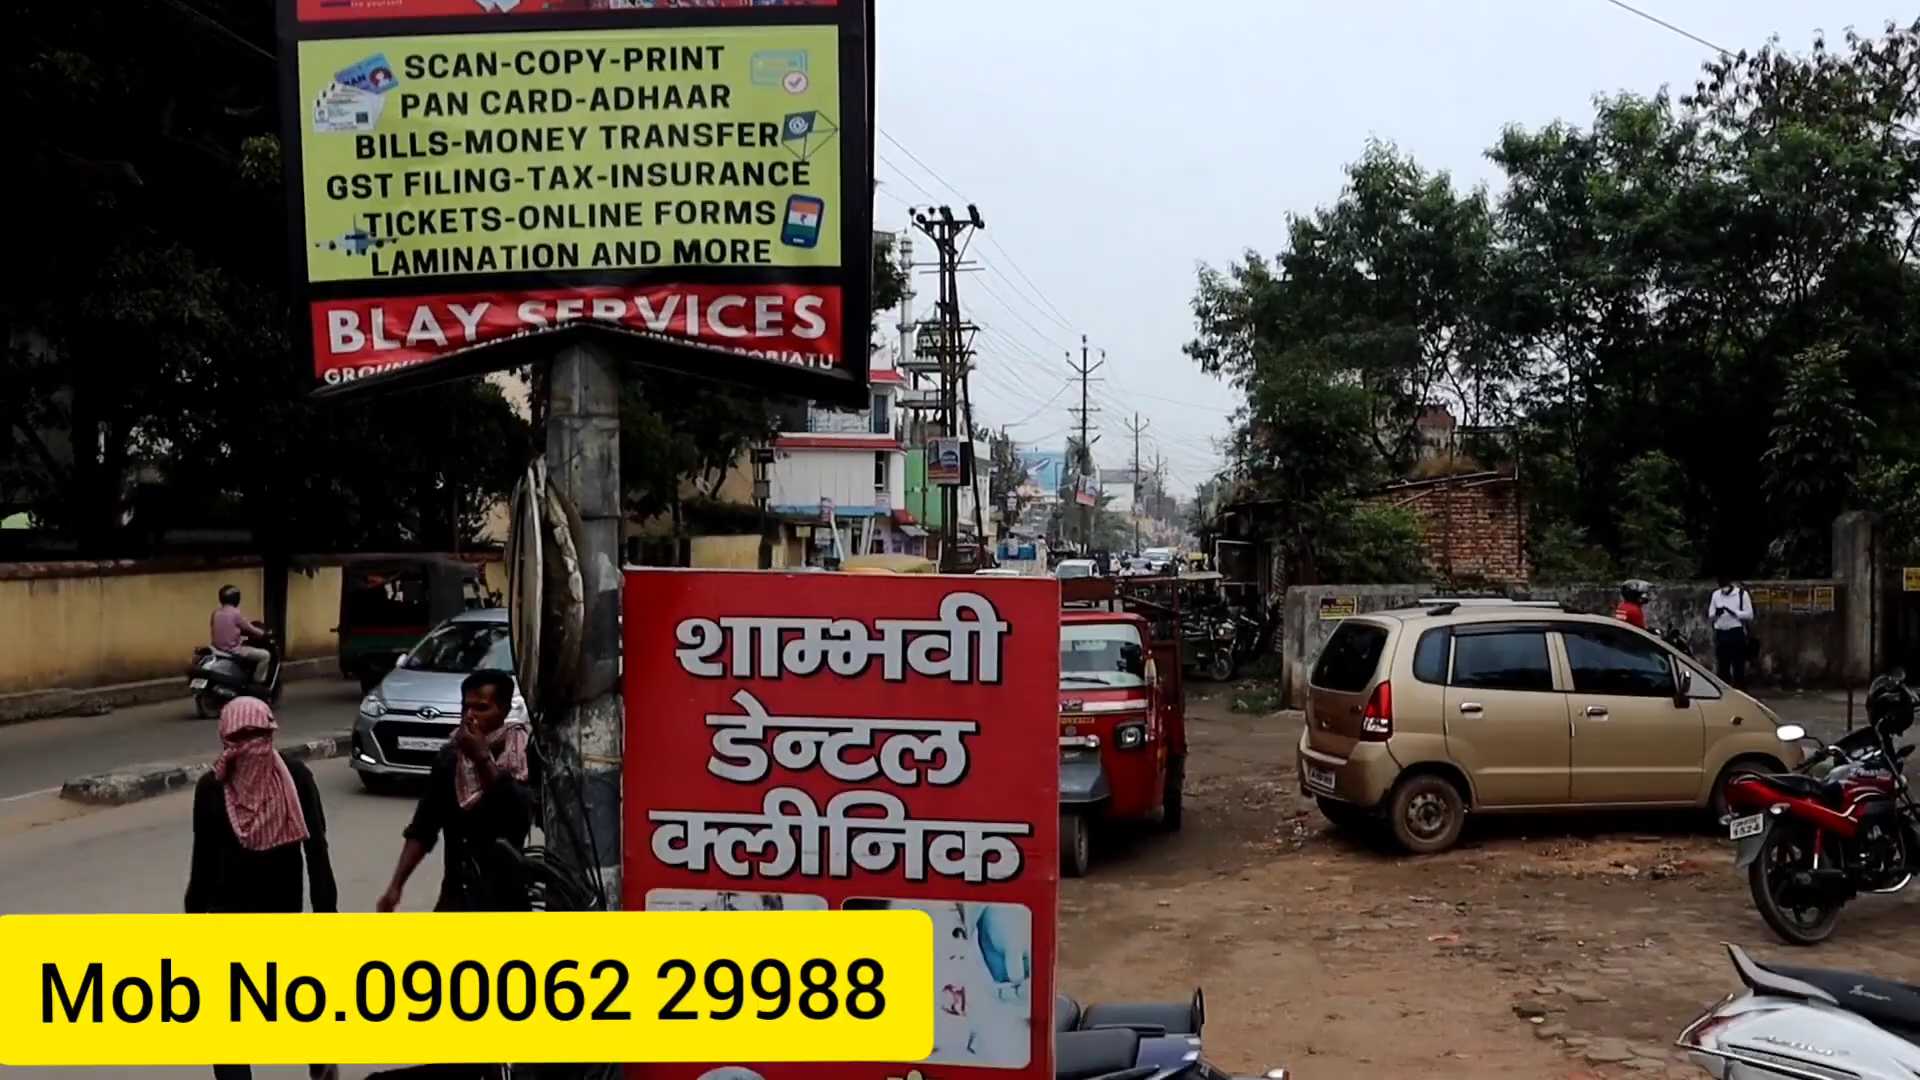 SCAN-COPY-PRINT
PAN CARD-ADHAAR
BILLS-MONEY TRANSFER
GST FILING-TAX-INSURANCE
TICKETS-ONLINE FORMS
LAMINATION AND MORE
BLAY SERVICES
शाम्भवी
डेन्टल
क्लीनिक
Mob No.090062 29988
1524